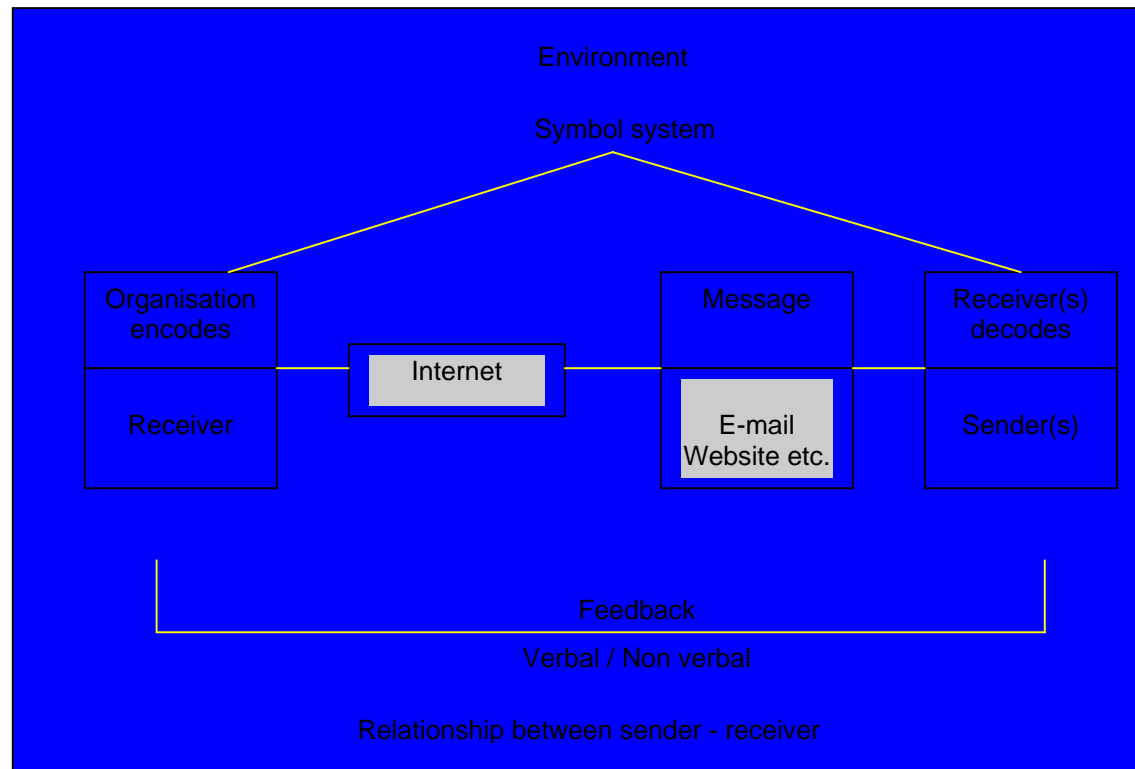 Environment
Symbol system
Organisation
encodes
Receiver
Internet
Message
E-mail
Website etc.
Receiver(s)
decodes
Sender(s)
Feedback
Verbal / Non verbal
Relationship between sender - receiver